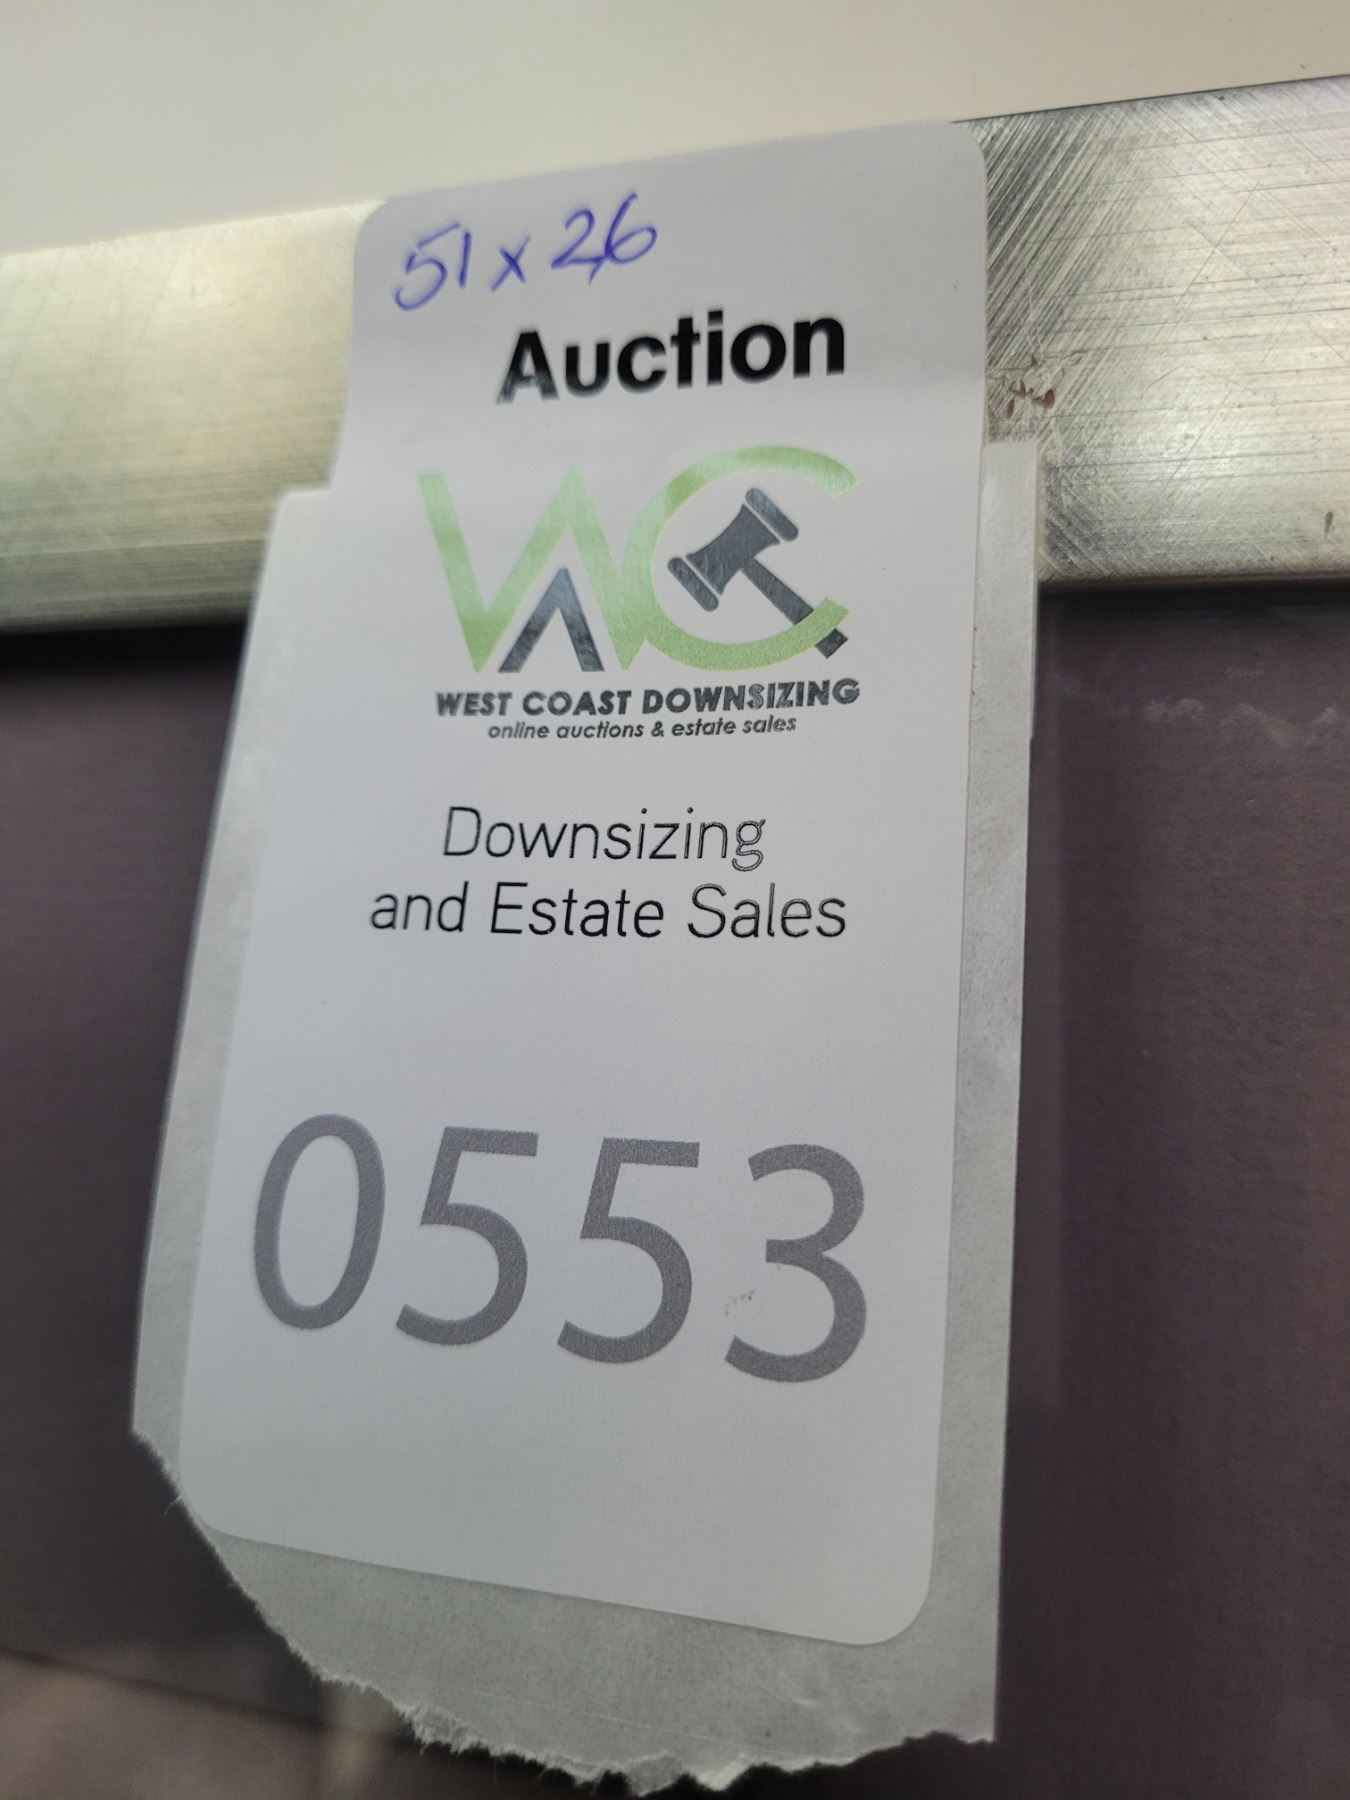 51 x 26
Auction
WC
WEST COAST DOWNSIZING
online auctions & estate sales
Downsizing
and Estate Sales
0553